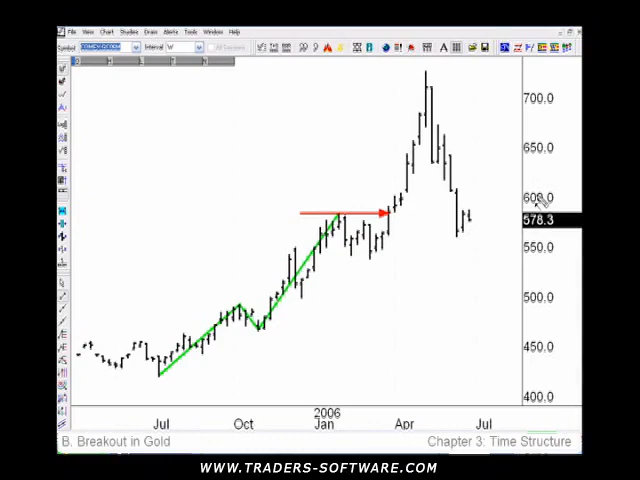 File View Chart Studies Draw Alerts Tools Window Help
Symbol Interval W
700.0
650.0
600.0
578.3
550.0
500.0
450.0
400.0
2006
Jul Oct Jan Apr Jul
B. Breakout in Gold Chapter 3: Time Structure
WWW.TRADERS-SOFTWARE.COM